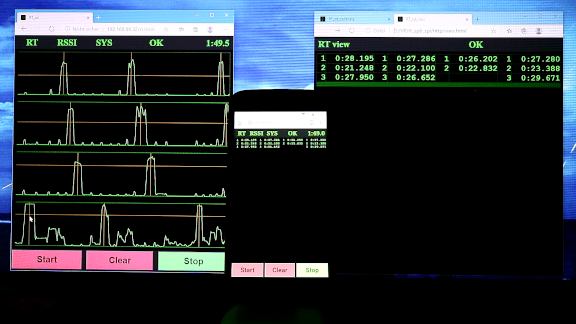 RT RSSI SYS OK 1:49.5
Start Clear Stop
RT RSSI SYS OK 1:49.0
Start Clear Stop
RT view OK
1 0:28.195 1 0:27.286 1 0:26.202 1 0:27.280
2 0:21.248 2 0:22.100 2 0:22.832 2 0:23.388
3 0:27.950 3 0:26.652 3 0:29.671